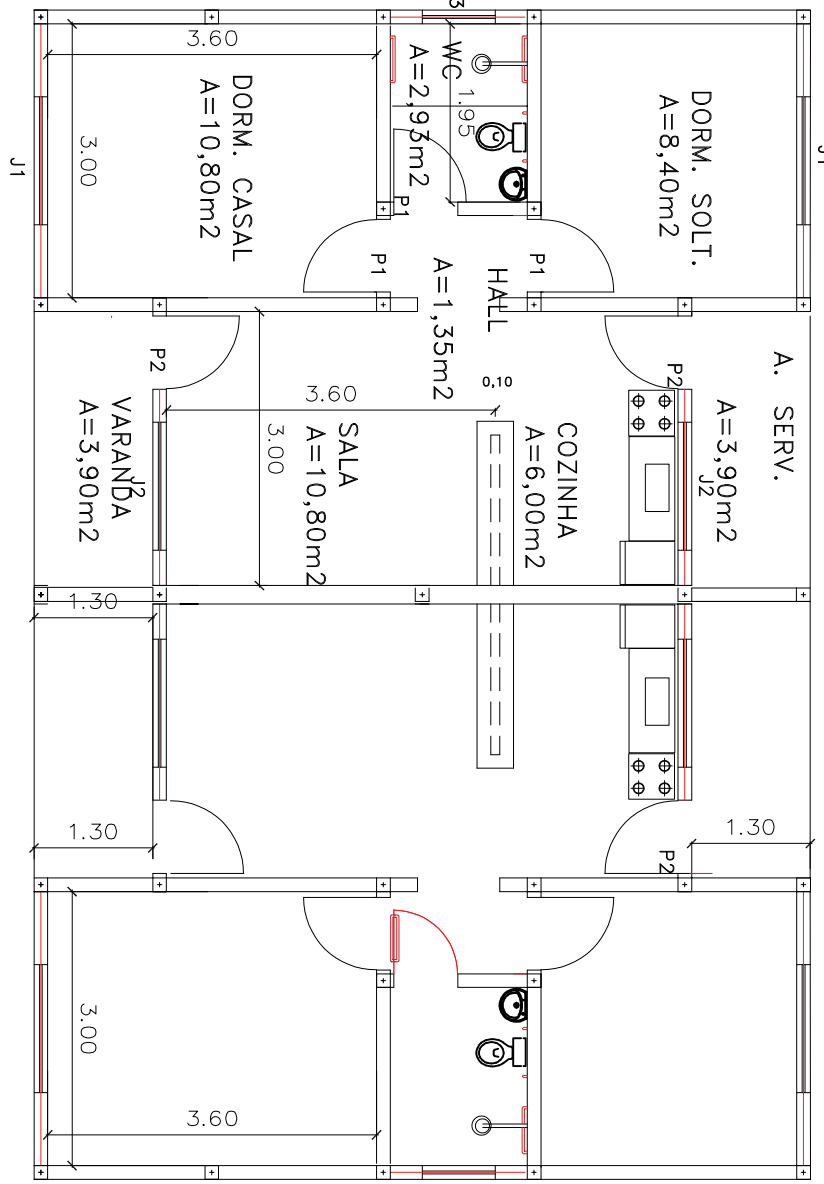 3
J1
3.60
WC
A=2,93m2
1.95
DORM. SOLT.
A=8,40m2
DORM. CASAL
A=10,80m2
3.00
J1
P1
P1
P1
HALL
A=1,35m2
P2
P2
A. SERV.
A=3,90m2
J2
0,10
3.60
VARANDA
A=3,90m2
J2
SALA
A=10,80m2
3.00
COZINHA
A=6,00m2
1.30
1.30
1.30
P2
3.00
3.60